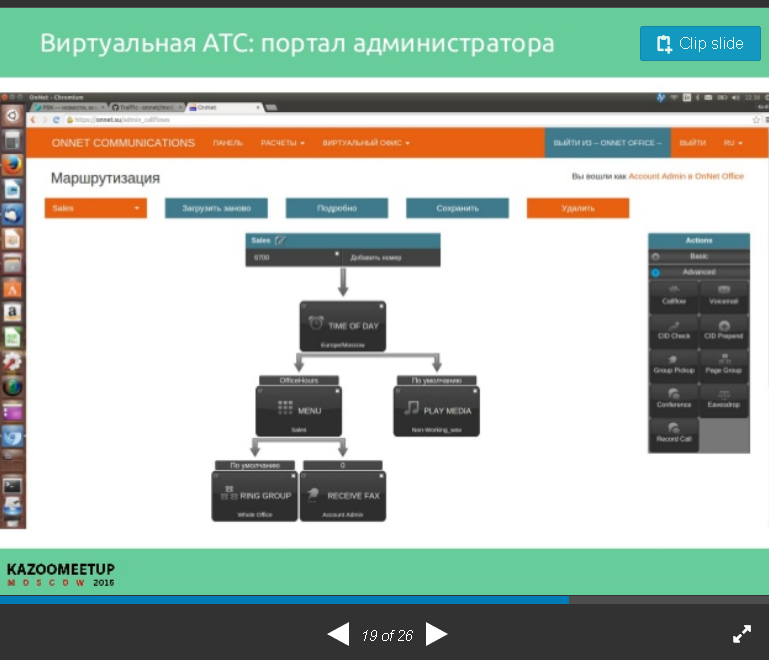 Виртуальная АТС: портал администратора
Clip slide
OnNet - Chromium
OnNet
https://onnet.su/admin_callflows
ONNET COMMUNICATIONS ПАНЕЛЬ РАСЧЕТЫ ВИРТУАЛЬНЫЙ ОФИС ВЫЙТИ ИЗ -- ONNET OFFICE -- ВЫЙТИ RU
Маршрутизация
Вы вошли как Account Admin в OnNet Office
Sales Загрузить заново Подробно Сохранить Удалить
Sales
6700 Добавить номер
TIME OF DAY
Europe/Moscow
OfficeHours По умолчанию
MENU PLAY MEDIA
Sales Non-Working_wav
По умолчанию 0
RING GROUP RECEIVE FAX
Whole Office Account Admin
Actions
Basic
Advanced
Callflow Voicemail
CID Check CID Prepend
Group Pickup Page Group
Conference Eavesdrop
Record Call
KAZOOMEETUP
MOSCOW 2015
19 of 26